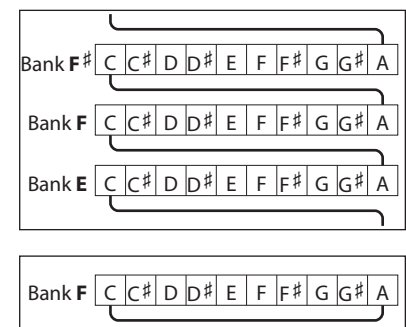 Bank F♯ C C♯ D D♯ E F F♯ G G♯ A
Bank F C C♯ D D♯ E F F♯ G G♯ A
Bank E C C♯ D D♯ E F F♯ G G♯ A
Bank F C C♯ D D♯ E F F♯ G G♯ A